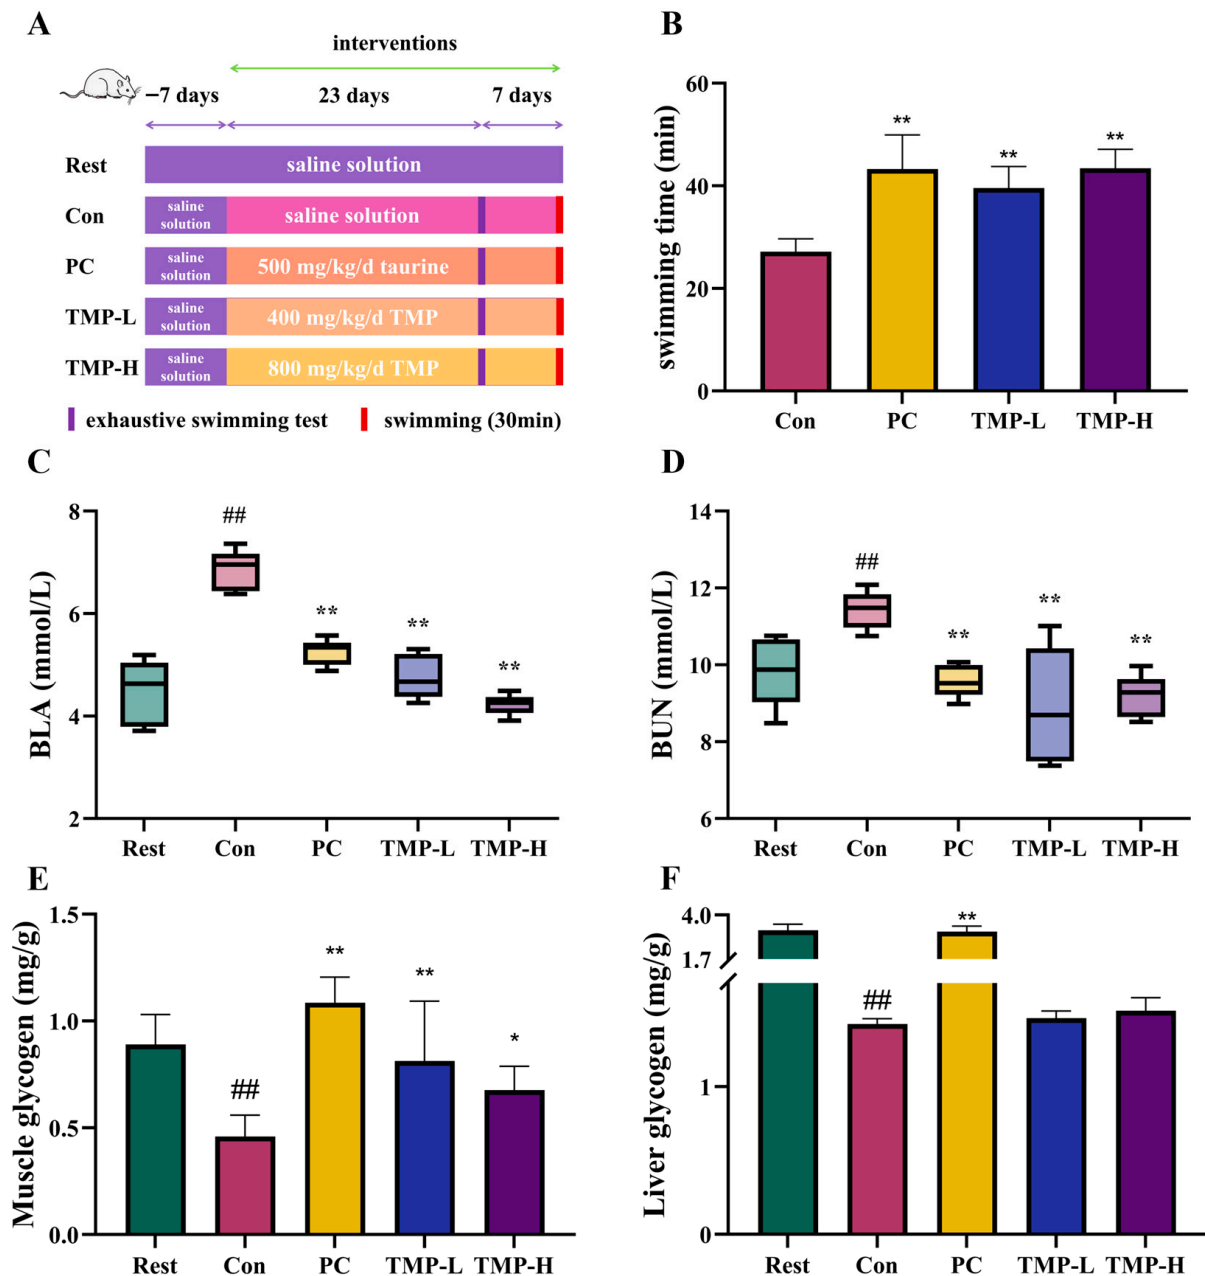 A
interventions
−7 days
23 days
7 days
Rest
saline solution
Con
saline
solution
saline solution
PC
saline
solution
500 mg/kg/d taurine
TMP-L
saline
solution
400 mg/kg/d TMP
TMP-H
saline
solution
800 mg/kg/d TMP
exhaustive swimming test
swimming (30min)
B
swimming time (min)
60
40
20
0
**
**
**
Con
PC
TMP-L
TMP-H
C
BLA (mmol/L)
8
6
4
2
##
**
**
**
Rest
Con
PC
TMP-L
TMP-H
D
BUN (mmol/L)
14
12
10
8
6
##
**
**
**
Rest
Con
PC
TMP-L
TMP-H
E
Muscle glycogen (mg/g)
1.5
1.0
0.5
0.0
##
**
**
*
Rest
Con
PC
TMP-L
TMP-H
F
Liver glycogen (mg/g)
4.0
1.7
1
0
##
**
Rest
Con
PC
TMP-L
TMP-H